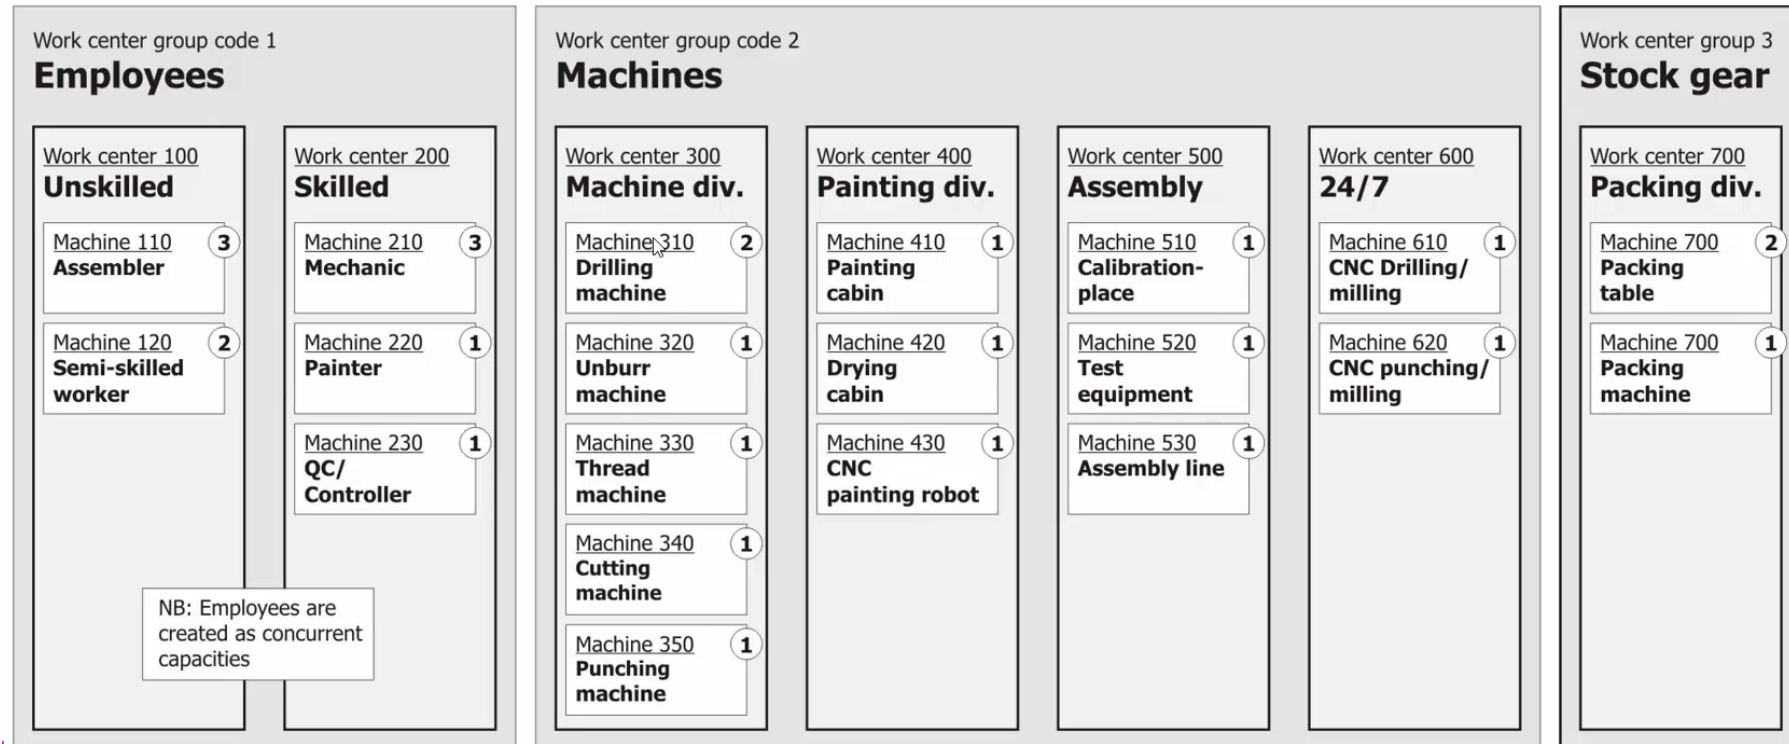 Work center group code 1
Employees
Work center 100
Unskilled
Machine 110
3
Assembler
Machine 120
2
Semi-skilled
worker
Work center 200
Skilled
Machine 210
3
Mechanic
Machine 220
1
Painter
Machine 230
1
QC/
Controller
NB: Employees are
created as concurrent
capacities
Work center group code 2
Machines
Work center 300
Machine div.
Machine 310
2
Drilling
machine
Machine 320
1
Unburr
machine
Machine 330
1
Thread
machine
Machine 340
1
Cutting
machine
Machine 350
1
Punching
machine
Work center 400
Painting div.
Machine 410
1
Painting
cabin
Machine 420
1
Drying
cabin
Machine 430
1
CNC
painting robot
Work center 500
Assembly
Machine 510
1
Calibration-
place
Machine 520
1
Test
equipment
Machine 530
1
Assembly line
Work center 600
24/7
Machine 610
1
CNC Drilling/
milling
Machine 620
1
CNC punching/
milling
Work center group 3
Stock gear
Work center 700
Packing div.
Machine 700
2
Packing
table
Machine 700
1
Packing
machine